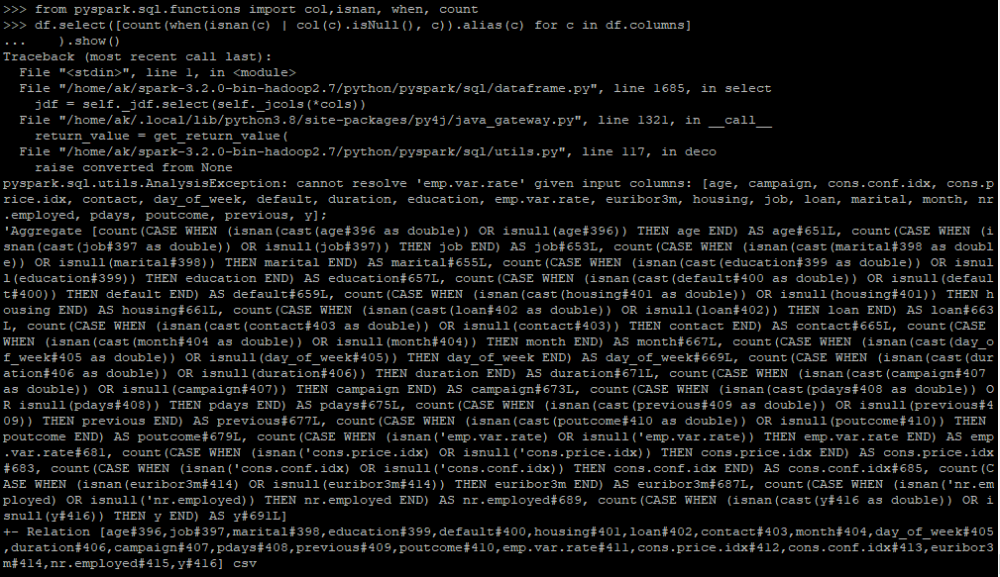 >>> from pyspark.sql.functions import col,isnan, when, count
>>> df.select([count(when(isnan(c) | col(c).isNull(), c)).alias(c) for c in df.columns]
...    ).show()
Traceback (most recent call last):
  File "<stdin>", line 1, in <module>
  File "/home/ak/spark-3.2.0-bin-hadoop2.7/python/pyspark/sql/dataframe.py", line 1685, in select
    jdf = self._jdf.select(self._jcols(*cols))
  File "/home/ak/.local/lib/python3.8/site-packages/py4j/java_gateway.py", line 1321, in __call__
    return_value = get_return_value(
  File "/home/ak/spark-3.2.0-bin-hadoop2.7/python/pyspark/sql/utils.py", line 117, in deco
    raise converted from None
pyspark.sql.utils.AnalysisException: cannot resolve 'emp.var.rate' given input columns: [age, campaign, cons.conf.idx, cons.p
rice.idx, contact, day_of_week, default, duration, education, emp.var.rate, euribor3m, housing, job, loan, marital, month, nr
.employed, pdays, poutcome, previous, y];
'Aggregate [count(CASE WHEN (isnan(cast(age#396 as double)) OR isnull(age#396)) THEN age END) AS age#651L, count(CASE WHEN (i
snan(cast(job#397 as double)) OR isnull(job#397)) THEN job END) AS job#653L, count(CASE WHEN (isnan(cast(marital#398 as doubl
e)) OR isnull(marital#398)) THEN marital END) AS marital#655L, count(CASE WHEN (isnan(cast(education#399 as double)) OR isnul
l(education#399)) THEN education END) AS education#657L, count(CASE WHEN (isnan(cast(default#400 as double)) OR isnull(defaul
t#400)) THEN default END) AS default#659L, count(CASE WHEN (isnan(cast(housing#401 as double)) OR isnull(housing#401)) THEN h
ousing END) AS housing#661L, count(CASE WHEN (isnan(cast(loan#402 as double)) OR isnull(loan#402)) THEN loan END) AS loan#663
L, count(CASE WHEN (isnan(cast(contact#403 as double)) OR isnull(contact#403)) THEN contact END) AS contact#665L, count(CASE
WHEN (isnan(cast(month#404 as double)) OR isnull(month#404)) THEN month END) AS month#667L, count(CASE WHEN (isnan(cast(day_o
f_week#405 as double)) OR isnull(day_of_week#405)) THEN day_of_week END) AS day_of_week#669L, count(CASE WHEN (isnan(cast(dur
ation#406 as double)) OR isnull(duration#406)) THEN duration END) AS duration#671L, count(CASE WHEN (isnan(cast(campaign#407
as double)) OR isnull(campaign#407)) THEN campaign END) AS campaign#673L, count(CASE WHEN (isnan(cast(pdays#408 as double)) O
R isnull(pdays#408)) THEN pdays END) AS pdays#675L, count(CASE WHEN (isnan(cast(previous#409 as double)) OR isnull(previous#4
09)) THEN previous END) AS previous#677L, count(CASE WHEN (isnan(cast(poutcome#410 as double)) OR isnull(poutcome#410)) THEN
poutcome END) AS poutcome#679L, count(CASE WHEN (isnan('emp.var.rate) OR isnull('emp.var.rate)) THEN emp.var.rate END) AS emp
.var.rate#681, count(CASE WHEN (isnan('cons.price.idx) OR isnull('cons.price.idx)) THEN cons.price.idx END) AS cons.price.idx
#683, count(CASE WHEN (isnan('cons.conf.idx) OR isnull('cons.conf.idx)) THEN cons.conf.idx END) AS cons.conf.idx#685, count(C
ASE WHEN (isnan(euribor3m#414) OR isnull(euribor3m#414)) THEN euribor3m END) AS euribor3m#687L, count(CASE WHEN (isnan('nr.em
ployed) OR isnull('nr.employed)) THEN nr.employed END) AS nr.employed#689, count(CASE WHEN (isnan(cast(y#416 as double)) OR i
snull(y#416)) THEN y END) AS y#691L]
+- Relation [age#396,job#397,marital#398,education#399,default#400,housing#401,loan#402,contact#403,month#404,day_of_week#405
,duration#406,campaign#407,pdays#408,previous#409,poutcome#410,emp.var.rate#411,cons.price.idx#412,cons.conf.idx#413,euribor3
m#414,nr.employed#415,y#416] csv